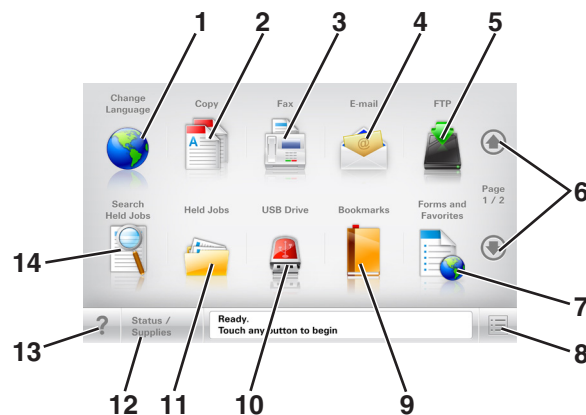 1 2 3 4 5
Change
Language
Copy
Fax
E-mail
FTP
A
@
6
Page
1 / 2
Search
Held Jobs
Held Jobs
USB Drive
Bookmarks
Forms and
Favorites
14
7
?
Status /
Supplies
Ready.
Touch any button to begin
13
12
11
10
9
8